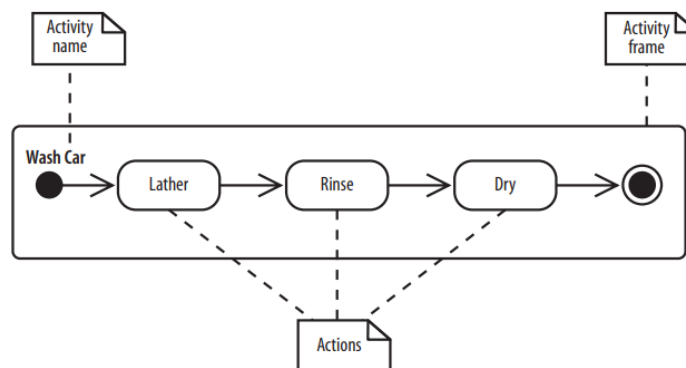 Activity
name
Activity
frame
Wash Car
Lather
Rinse
Dry
Actions